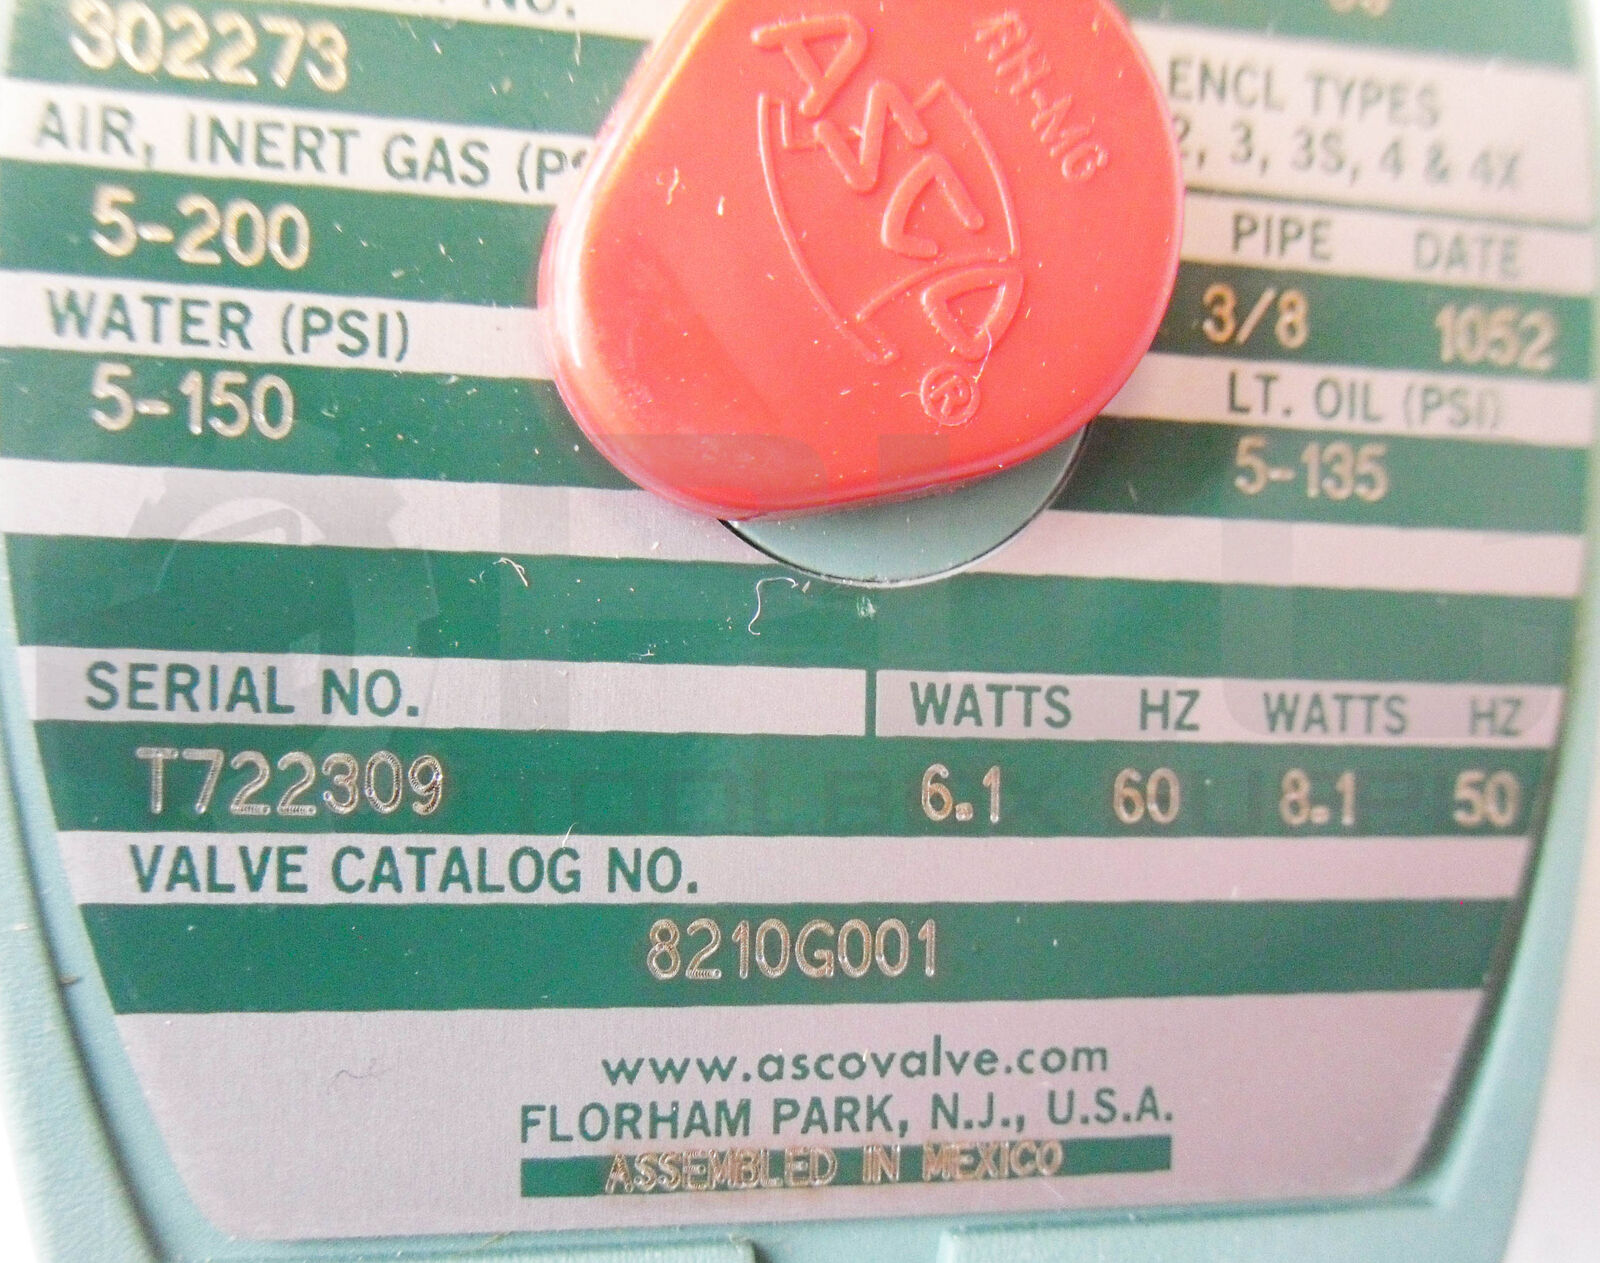 NO.
302273
ASCO
RH-M6
®
ENCL TYPES
2, 3, 3S, 4 & 4X
AIR, INERT GAS (PS
5-200
PIPE DATE
3/8 1052
WATER (PSI)
5-150
LT. OIL (PSI)
5-135
SERIAL NO. WATTS HZ WATTS HZ
T722309 6.1 60 8.1 50
VALVE CATALOG NO.
8210G001
www.ascovalve.com
FLORHAM PARK, N.J., U.S.A.
ASSEMBLED IN MEXICO